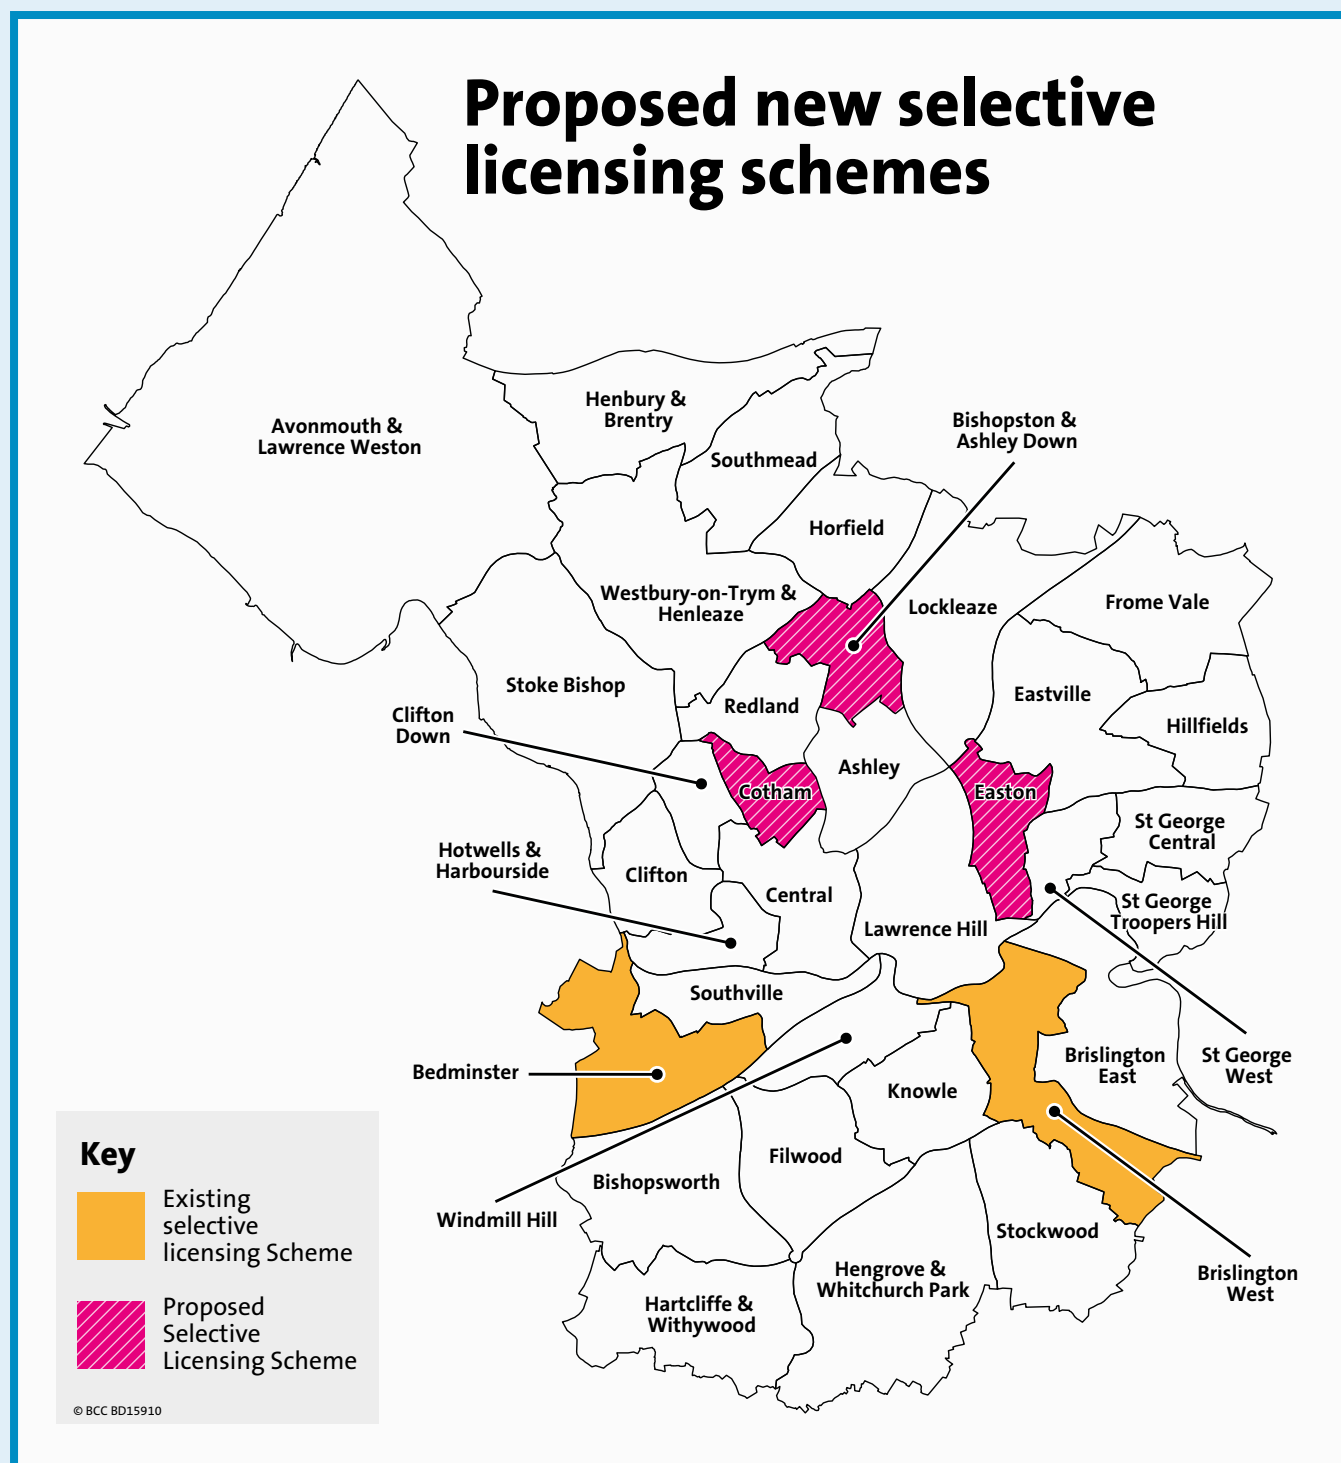 Proposed new selective
licensing schemes
Avonmouth &
Lawrence Weston
Henbury &
Brentry
Southmead
Bishopston &
Ashley Down
Horfield
Westbury-on-Trym &
Henleaze
Lockleaze
Frome Vale
Stoke Bishop
Redland
Eastville
Hillfields
Clifton
Down
Ashley
Cotham
Easton
St George
Central
Hotwells &
Harbourside
Clifton
Central
St George
Troopers Hill
Lawrence Hill
Southville
Bedminster
Brislington
East
St George
West
Knowle
Filwood
Bishopsworth
Windmill Hill
Stockwood
Hengrove &
Whitchurch Park
Brislington
West
Hartcliffe &
Withywood
Key
Existing
selective
licensing Scheme
Proposed
Selective
Licensing Scheme
© BCC BD15910